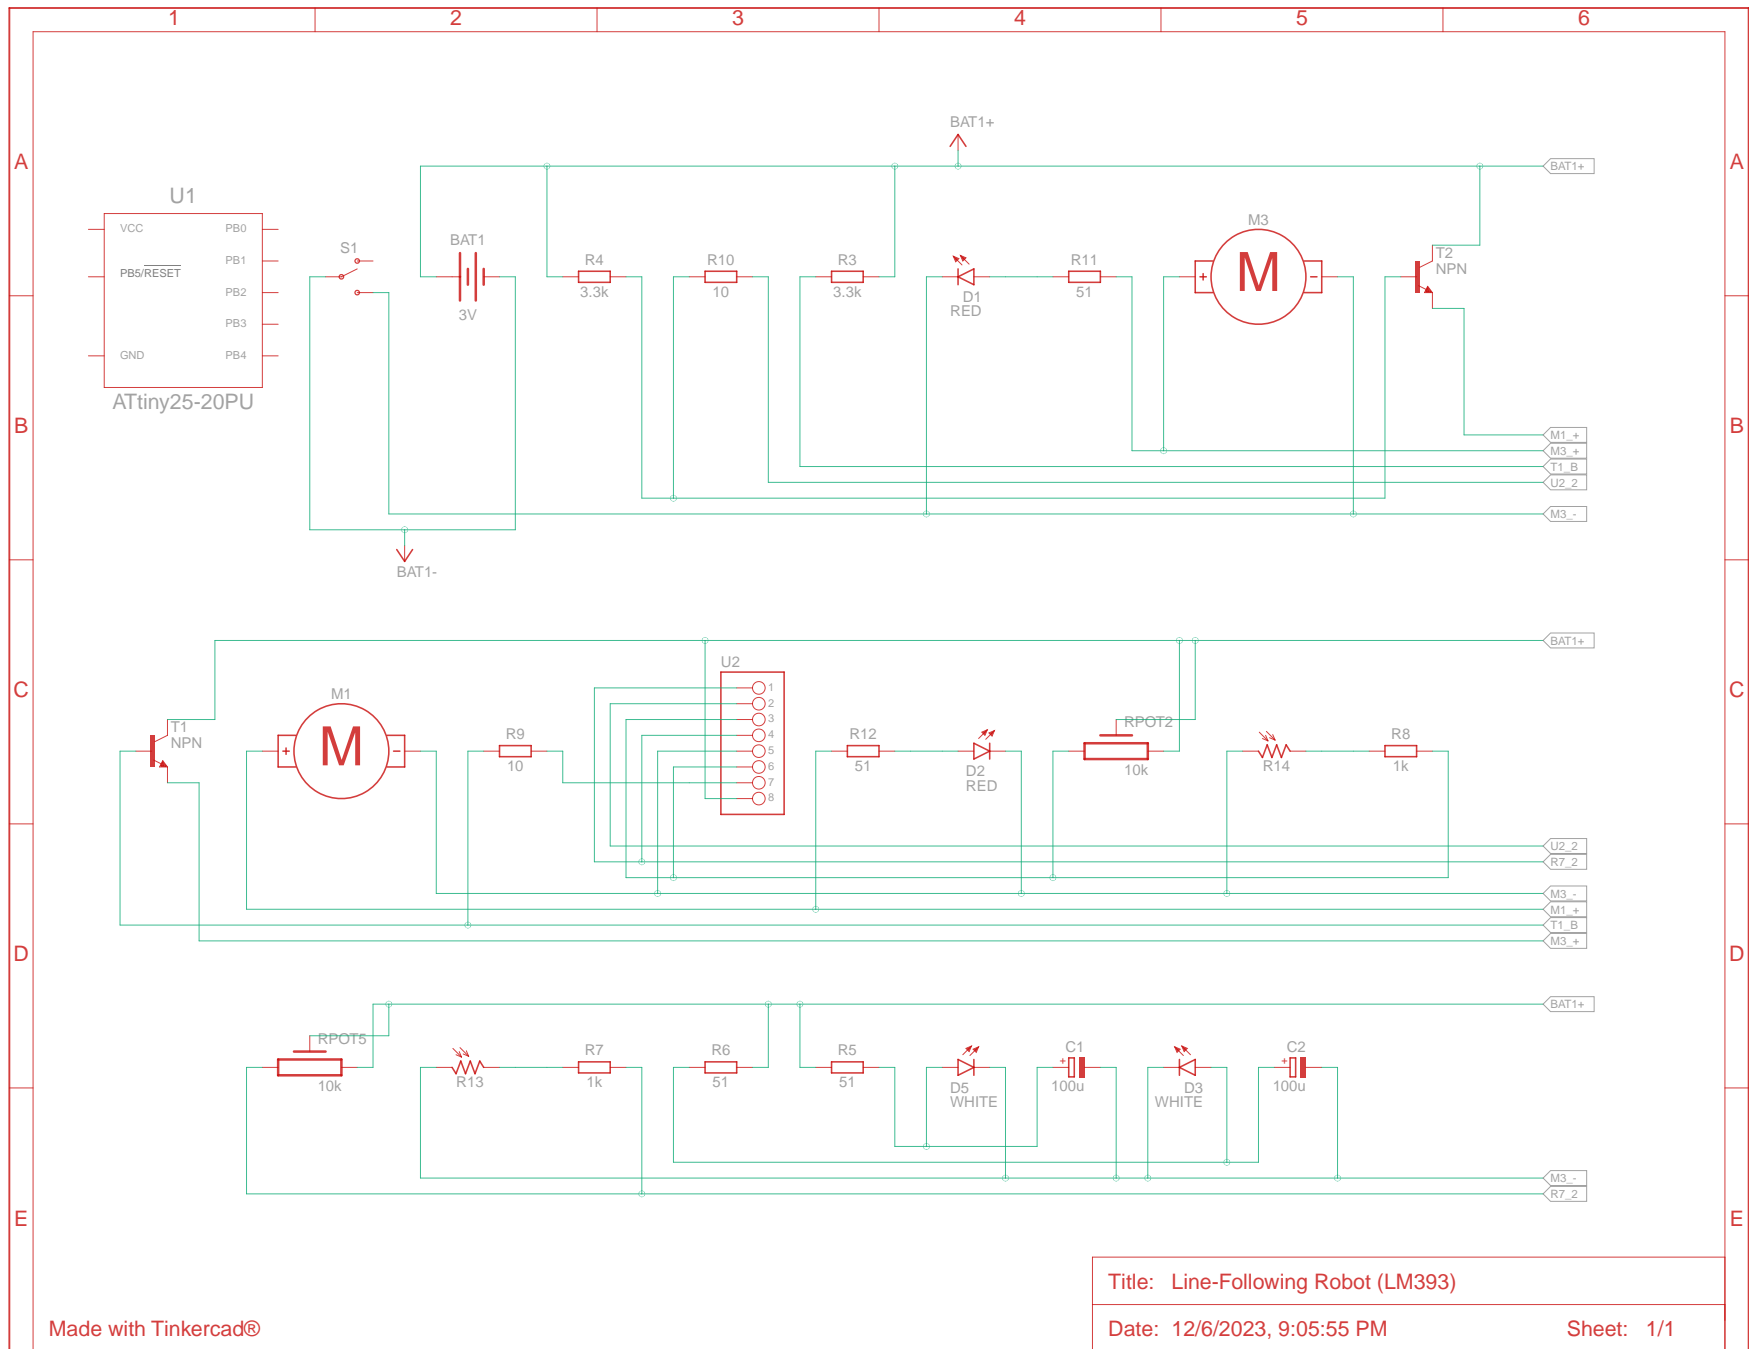 1 2 3 4 5 6
A A
B B
C C
D D
E E
BAT1+
BAT1+
U1
VCC PB0
PB1
PB5/RESET
PB2
PB3
GND PB4
ATtiny25-20PU
S1
BAT1
3V
R4
3.3k
R10
10
R3
3.3k
D1
RED
R11
51
M3
+ M -
T2
NPN
M1_+
M3_+
T1_B
U2_2
M3_-
BAT1-
BAT1+
T1
NPN
M1
+ M -
R9
10
U2
1
2
3
4
5
6
7
8
R12
51
D2
RED
RPOT2
10k
R14
R8
1k
U2_2
R7_2
M3_-
M1_+
T1_B
M3_+
BAT1+
RPOT5
10k
R13
R7
1k
R6
51
R5
51
D5
WHITE
C1
+
100u
D3
WHITE
C2
+
100u
M3_-
R7_2
Title: Line-Following Robot (LM393)
Made with Tinkercad®
Date: 12/6/2023, 9:05:55 PM Sheet: 1/1